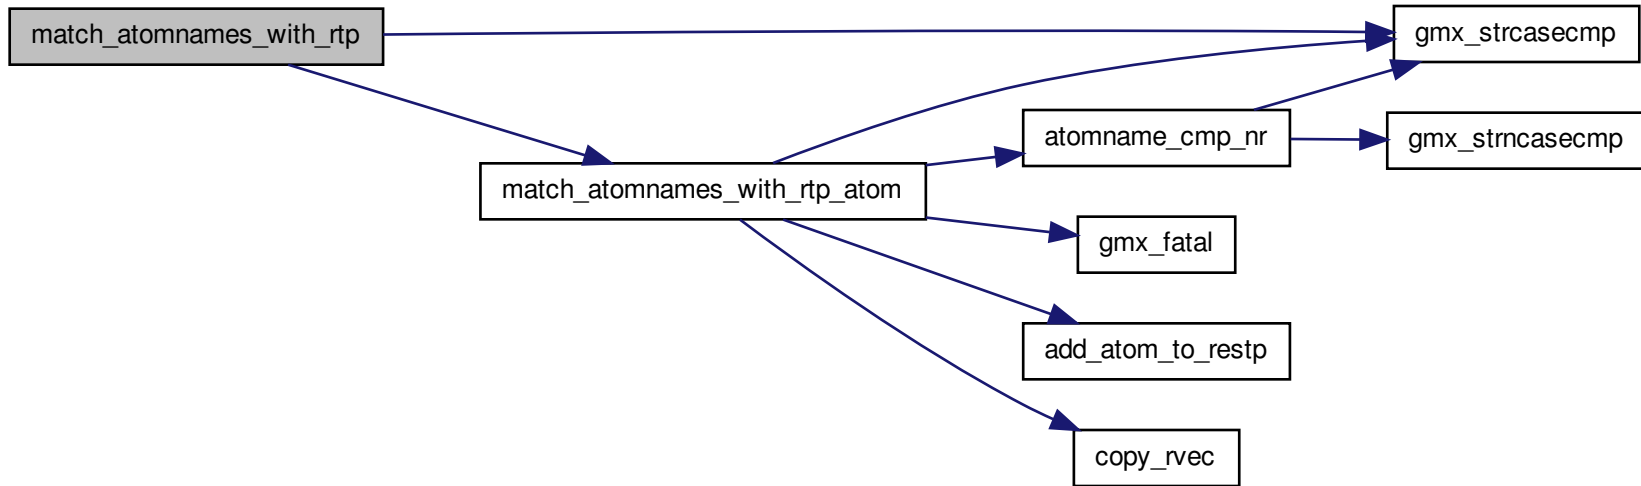 match_atomnames_with_rtp
gmx_strcasecmp
atomname_cmp_nr
gmx_strncasecmp
match_atomnames_with_rtp_atom
gmx_fatal
add_atom_to_restp
copy_rvec